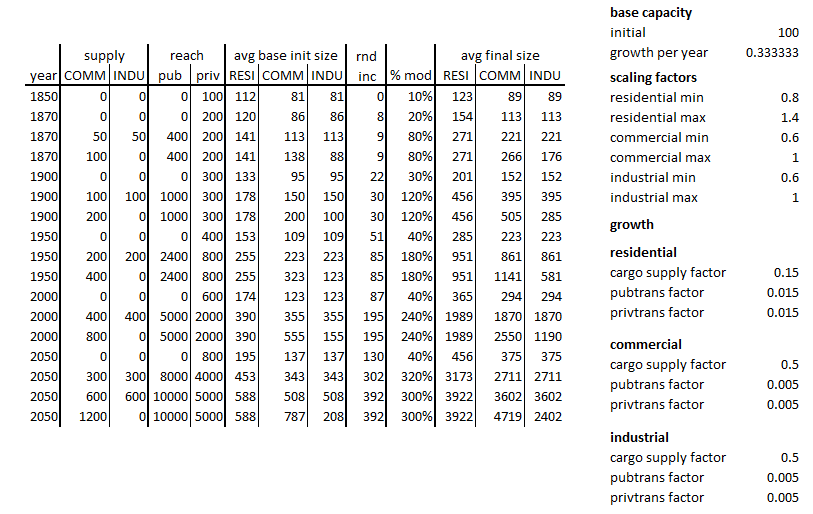 base capacity
initial 100
growth per year 0.333333
supply reach avg base init size rnd avg final size
year COMM INDU pub priv RESI COMM INDU inc % mod RESI COMM INDU
1850 0 0 0 100 112 81 81 0 10% 123 89 89
1870 0 0 0 200 120 86 86 8 20% 154 113 113
1870 50 50 400 200 141 113 113 9 80% 271 221 221
1870 100 0 400 200 141 138 88 9 80% 271 266 176
1900 0 0 0 300 133 95 95 22 30% 201 152 152
1900 100 100 1000 300 178 150 150 30 120% 456 395 395
1900 200 0 1000 300 178 200 100 30 120% 456 505 285
1950 0 0 0 400 153 109 109 51 40% 285 223 223
1950 200 200 2400 800 255 223 223 85 180% 951 861 861
1950 400 0 2400 800 255 323 123 85 180% 951 1141 581
2000 0 0 0 600 174 123 123 87 40% 365 294 294
2000 400 400 5000 2000 390 355 355 195 240% 1989 1870 1870
2000 800 0 5000 2000 390 555 155 195 240% 1989 2550 1190
2050 0 0 0 800 195 137 137 130 40% 456 375 375
2050 300 300 8000 4000 453 343 343 302 320% 3173 2711 2711
2050 600 600 10000 5000 588 508 508 392 300% 3922 3602 3602
2050 1200 0 10000 5000 588 787 208 392 300% 3922 4719 2402
scaling factors
residential min 0.8
residential max 1.4
commercial min 0.6
commercial max 1
industrial min 0.6
industrial max 1
growth
residential
cargo supply factor 0.15
pubtrans factor 0.015
privtrans factor 0.015
commercial
cargo supply factor 0.5
pubtrans factor 0.005
privtrans factor 0.005
industrial
cargo supply factor 0.5
pubtrans factor 0.005
privtrans factor 0.005